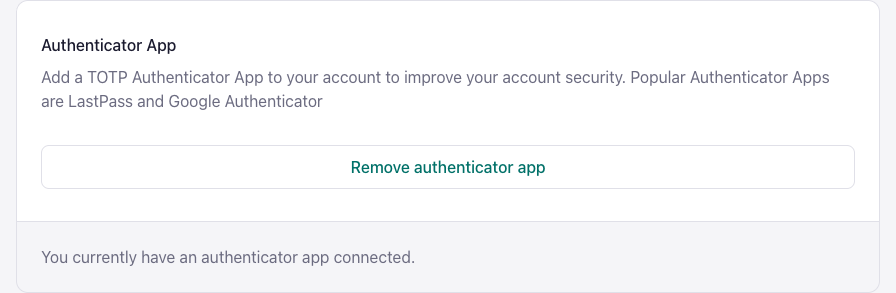 Authenticator App
Add a TOTP Authenticator App to your account to improve your account security. Popular Authenticator Apps
are LastPass and Google Authenticator
Remove authenticator app
You currently have an authenticator app connected.